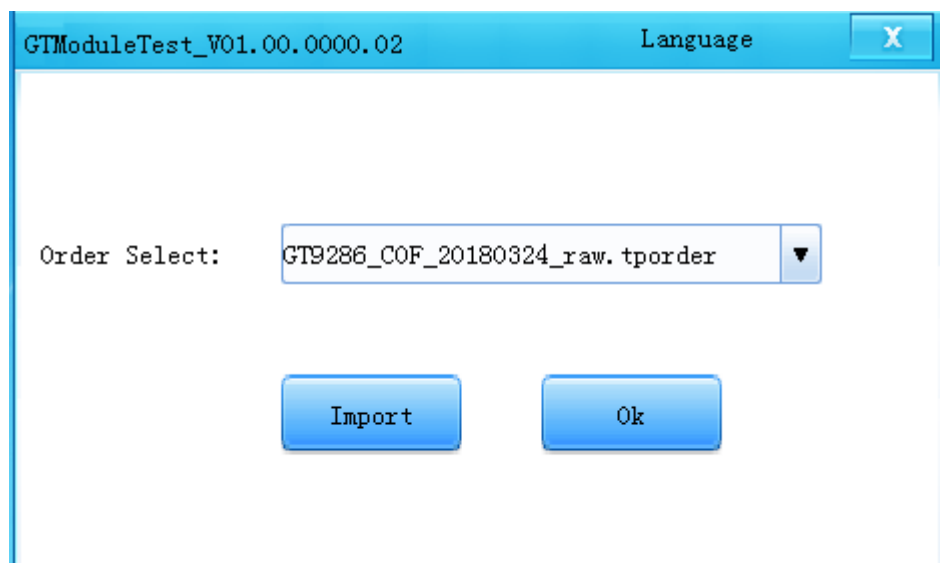 GTModuleTest_V01.00.0000.02 Language X
Order Select: GT9286_COF_20180324_raw.tporder
Import Ok